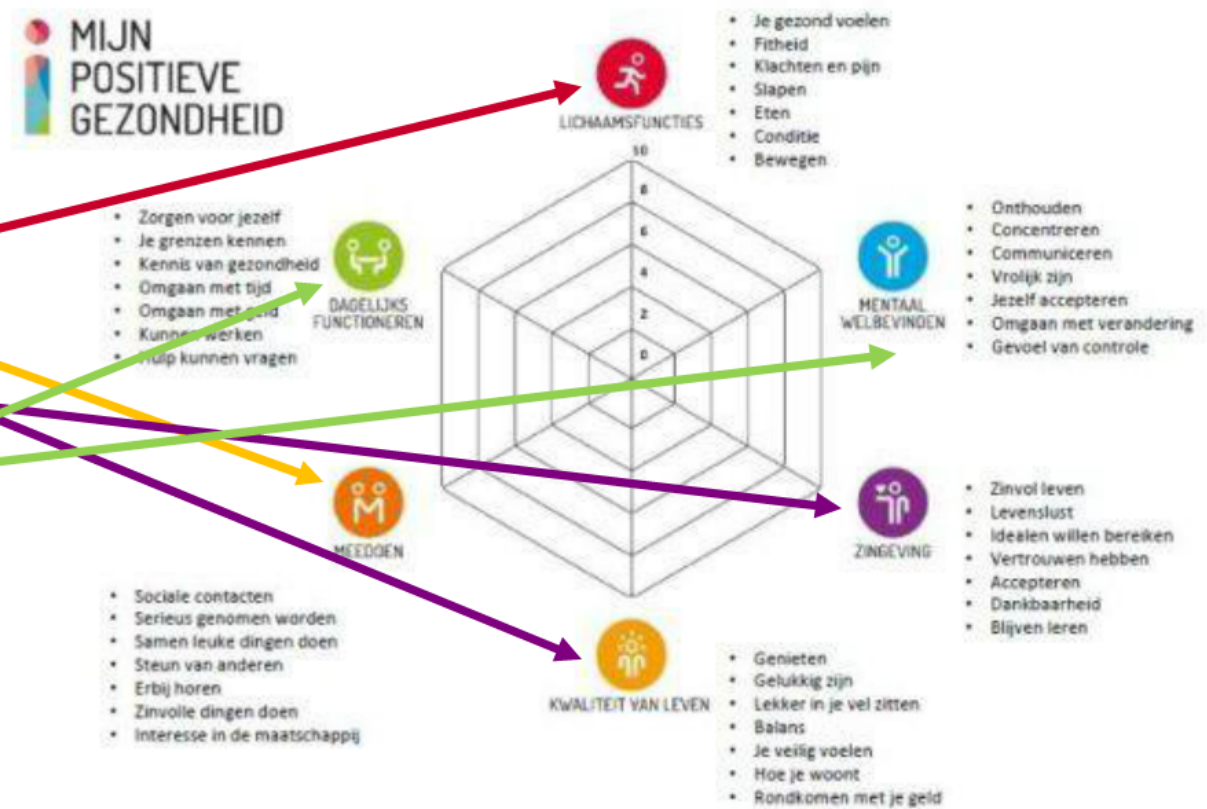 MIJN
POSITIEVE
GEZONDHEID
LICHAAMSFUNCTIES
• Je gezond voelen
• Fitheid
• Klachten en pijn
• Slapen
• Eten
• Conditie
• Bewegen
10
8
6
4
2
0
• Zorgen voor jezelf
• Je grenzen kennen
• Kennis van gezondheid
• Omgaan met tijd
• Omgaan met geld
• Kunnen werken
• Hulp kunnen vragen
DAGELIJKS
FUNCTIONEREN
MENTAAL
WELBEVINDEN
• Onthouden
• Concentreren
• Communiceren
• Vrolijk zijn
• Jezelf accepteren
• Omgaan met verandering
• Gevoel van controle
MEEDOEN
• Sociale contacten
• Serieus genomen worden
• Samen leuke dingen doen
• Steun van anderen
• Erbij horen
• Zinvolle dingen doen
• Interesse in de maatschappij
ZINGEVING
• Zinvol leven
• Levenslust
• Idealen willen bereiken
• Vertrouwen hebben
• Accepteren
• Dankbaarheid
• Blijven leren
KWALITEIT VAN LEVEN
• Genieten
• Gelukkig zijn
• Lekker in je vel zitten
• Balans
• Je veilig voelen
• Hoe je woont
• Rondkomen met je geld